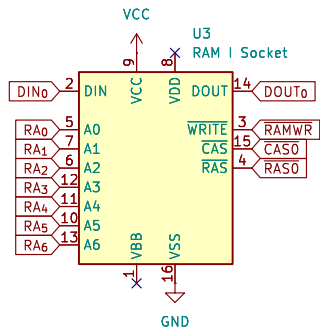 VCC
U3
RAM I Socket
9
8
VCC
VDD
DIN0 2 DIN DOUT 14 DOUT0
RA0 5 A0 WRITE 3 RAMWR
RA1 7 A1 CAS 15 CAS0
RA2 6 A2 RAS 4 RAS0
RA3 12 A3
RA4 11 A4
RA5 10 A5
RA6 13 A6
VBB
VSS
1
16
GND